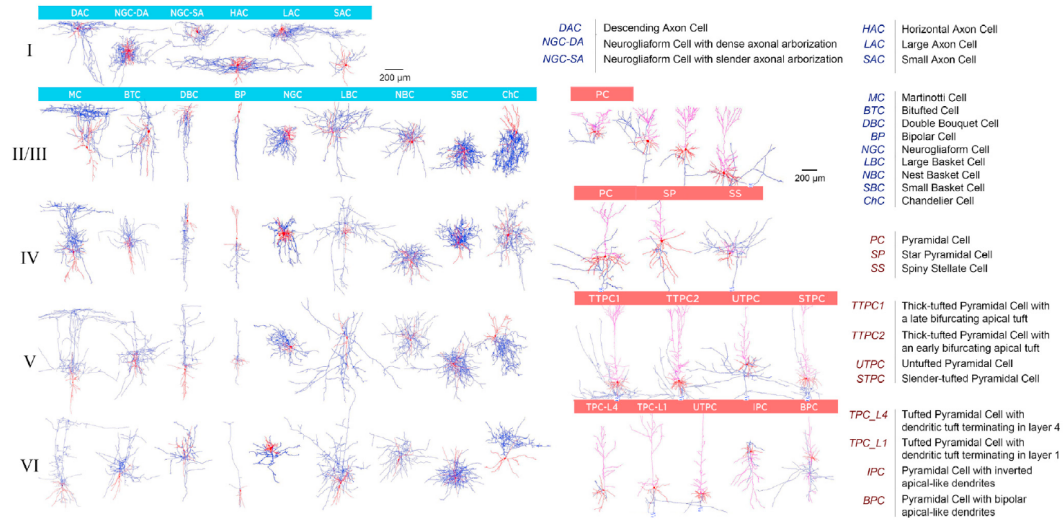 DAC NGC-DA NGC-SA HAC LAC SAC
I
200 μm
DAC Descending Axon Cell
NGC-DA Neurogliaform Cell with dense axonal arborization
NGC-SA Neurogliaform Cell with slender axonal arborization
HAC Horizontal Axon Cell
LAC Large Axon Cell
SAC Small Axon Cell
MC BTC DBC BP NGC LBC NBC SBC ChC
II/III
IV
V
VI
PC
200 μm
PC SP SS
TTPC1 TTPC2 UTPC STPC
TPC-L4 TPC-L1 UTPC IPC BPC
MC Martinotti Cell
BTC Bitufted Cell
DBC Double Bouquet Cell
BP Bipolar Cell
NGC Neurogliaform Cell
LBC Large Basket Cell
NBC Nest Basket Cell
SBC Small Basket Cell
ChC Chandelier Cell
PC Pyramidal Cell
SP Star Pyramidal Cell
SS Spiny Stellate Cell
TTPC1 Thick-tufted Pyramidal Cell with
a late bifurcating apical tuft
TTPC2 Thick-tufted Pyramidal Cell with
an early bifurcating apical tuft
UTPC Untufted Pyramidal Cell
STPC Slender-tufted Pyramidal Cell
TPC_L4 Tufted Pyramidal Cell with
dendritic tuft terminating in layer 4
TPC_L1 Tufted Pyramidal Cell with
dendritic tuft terminating in layer 1
IPC Pyramidal Cell with inverted
apical-like dendrites
BPC Pyramidal Cell with bipolar
apical-like dendrites